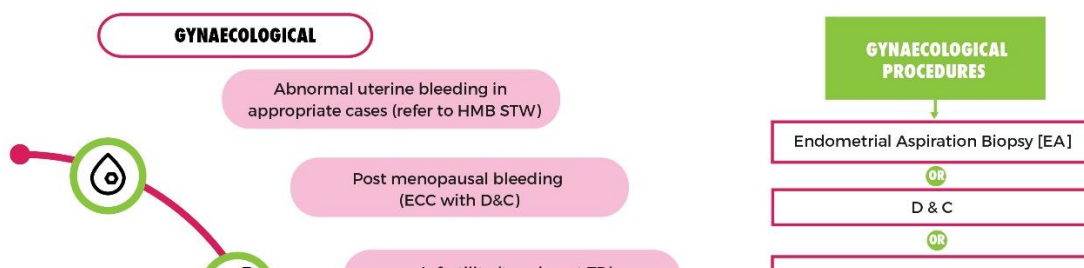 GYNAECOLOGICAL
Abnormal uterine bleeding in
appropriate cases (refer to HMB STW)
Post menopausal bleeding
(ECC with D&C)
GYNAECOLOGICAL
PROCEDURES
Endometrial Aspiration Biopsy [EA]
OR
D & C
OR